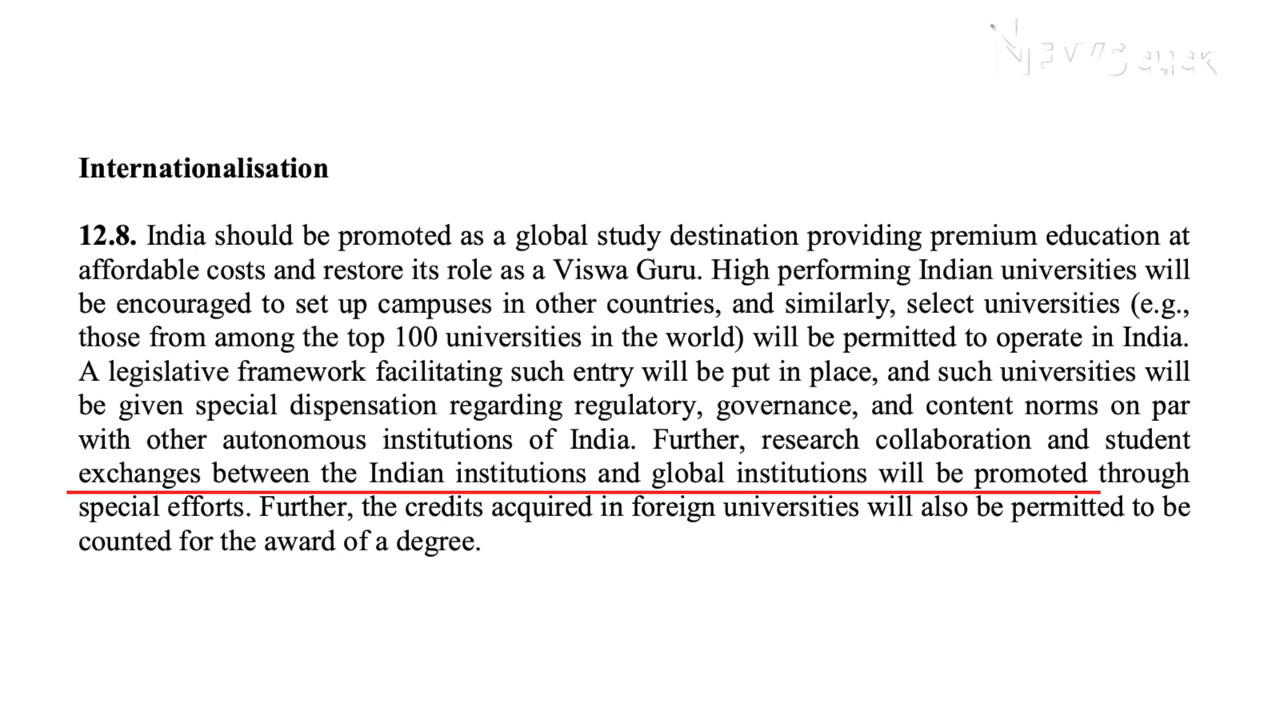 NEWSCLICK
Internationalisation
12.8. India should be promoted as a global study destination providing premium education at
affordable costs and restore its role as a Viswa Guru. High performing Indian universities will
be encouraged to set up campuses in other countries, and similarly, select universities (e.g.,
those from among the top 100 universities in the world) will be permitted to operate in India.
A legislative framework facilitating such entry will be put in place, and such universities will
be given special dispensation regarding regulatory, governance, and content norms on par
with other autonomous institutions of India. Further, research collaboration and student
exchanges between the Indian institutions and global institutions will be promoted through
special efforts. Further, the credits acquired in foreign universities will also be permitted to be
counted for the award of a degree.